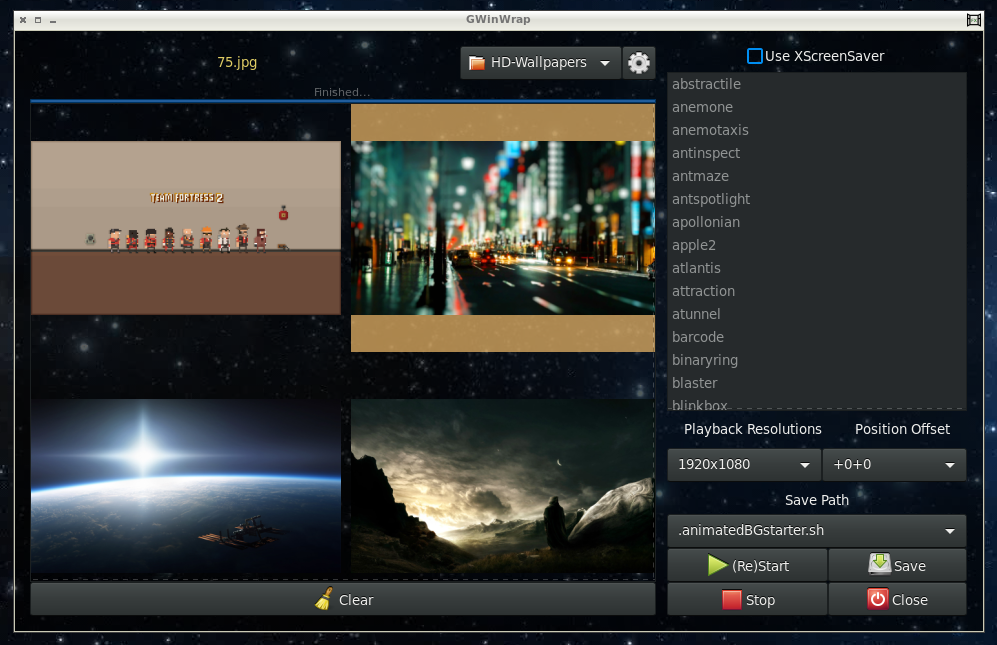 GWinWrap
75.jpg
HD-Wallpapers
Use XScreenSaver
Finished...
TEAM FORTRESS 2
abstractile
anemone
anemotaxis
antinspect
antmaze
antspotlight
apollonian
apple2
atlantis
attraction
atunnel
barcode
binaryring
blaster
blinkbox
Playback Resolutions
Position Offset
1920x1080
+0+0
Save Path
.animatedBGstarter.sh
(Re)Start
Save
Stop
Close
Clear